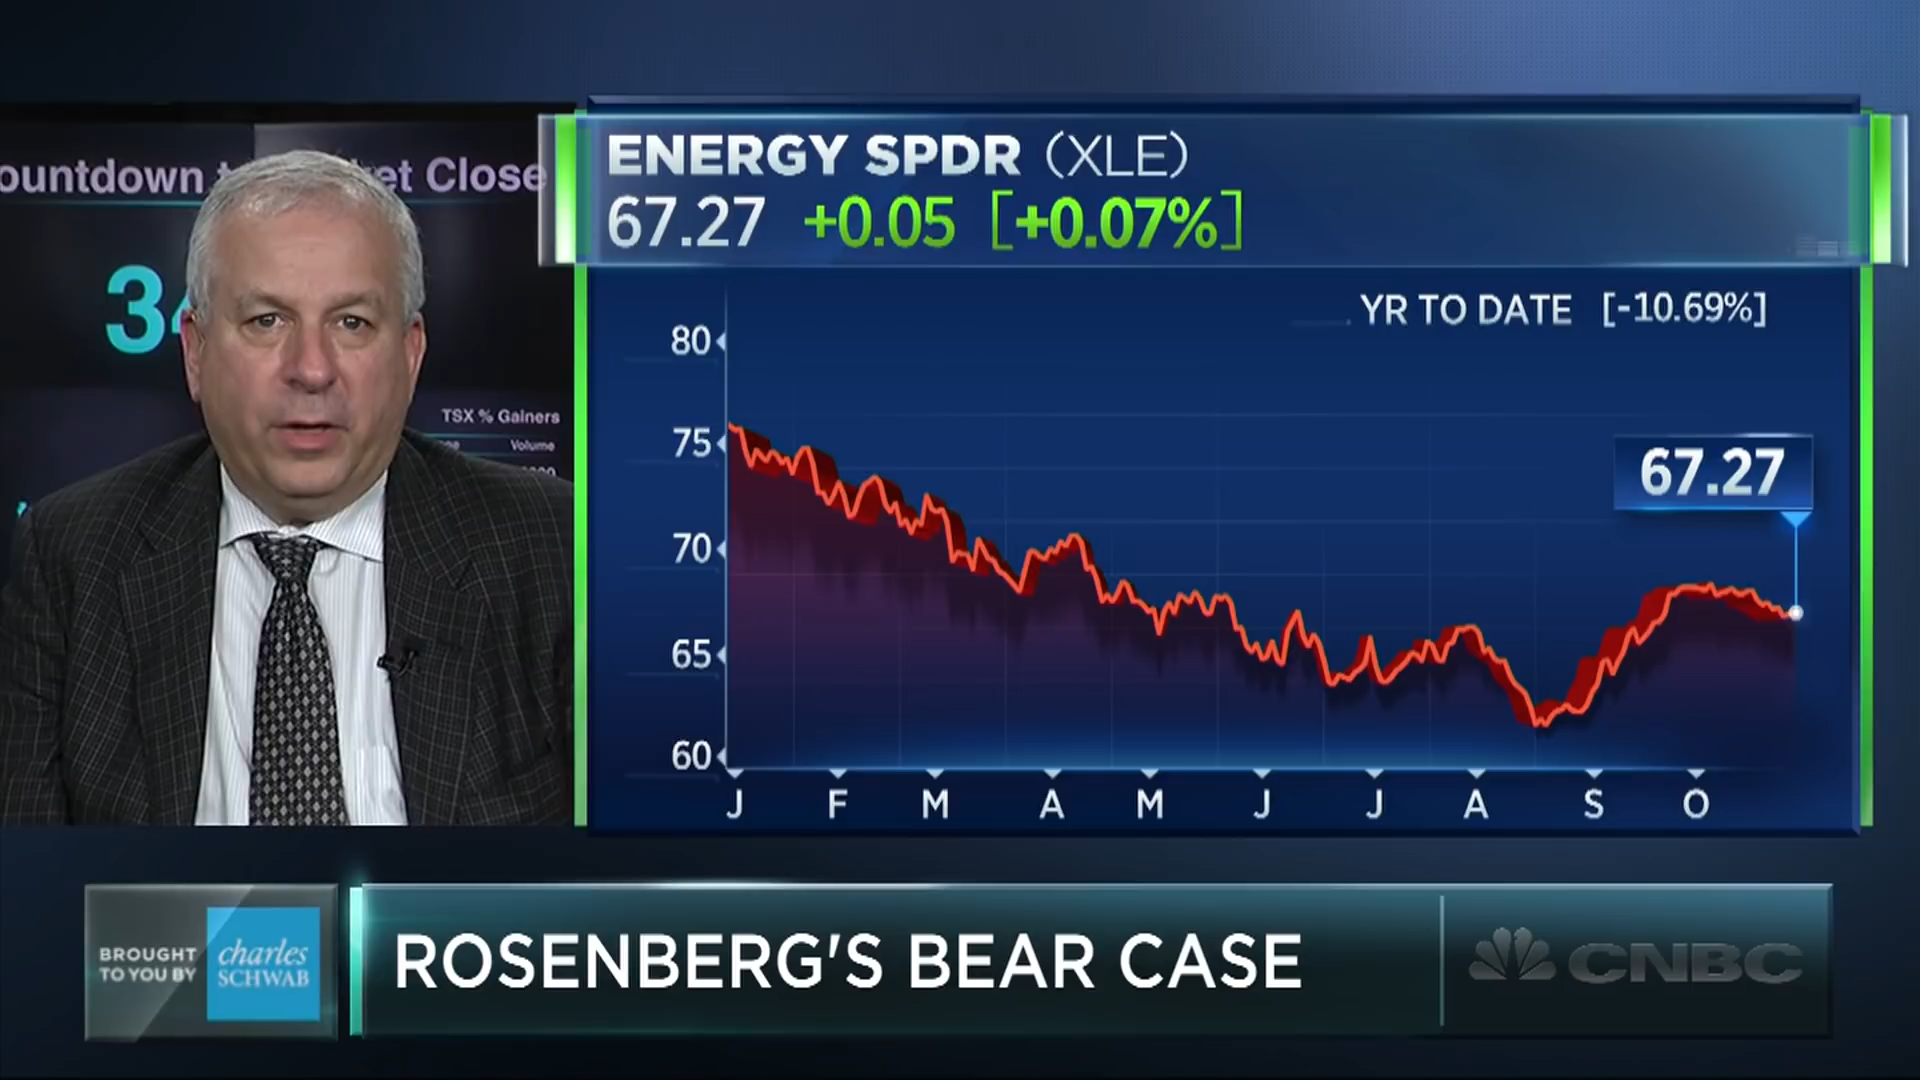 ountdown t
et Close
34
TSX % Gainers
Volume
ENERGY SPDR (XLE)
67.27 +0.05 [+0.07%]
YR TO DATE [-10.69%]
80
75
70
65
60
67.27
J F M A M J J A S O
BROUGHT
TO YOU BY
charles
SCHWAB
ROSENBERG'S BEAR CASE
CNBC